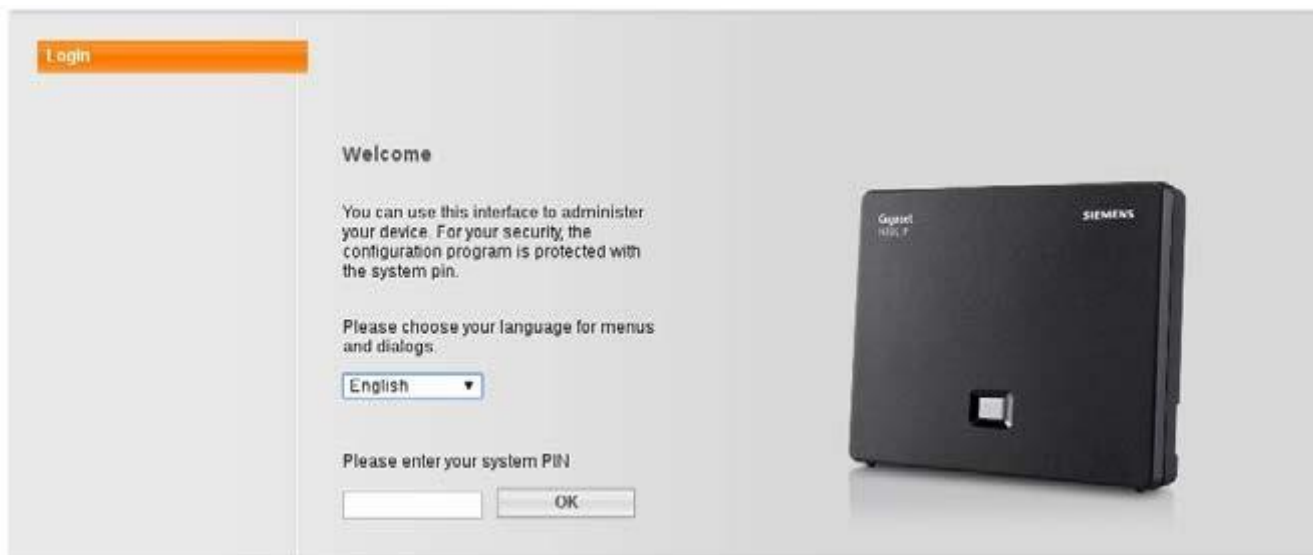 Login
Welcome
You can use this interface to administer
your device. For your security, the
configuration program is protected with
the system pin.
Please choose your language for menus
and dialogs.
English
Please enter your system PIN
OK
Gigaset
SIEMENS